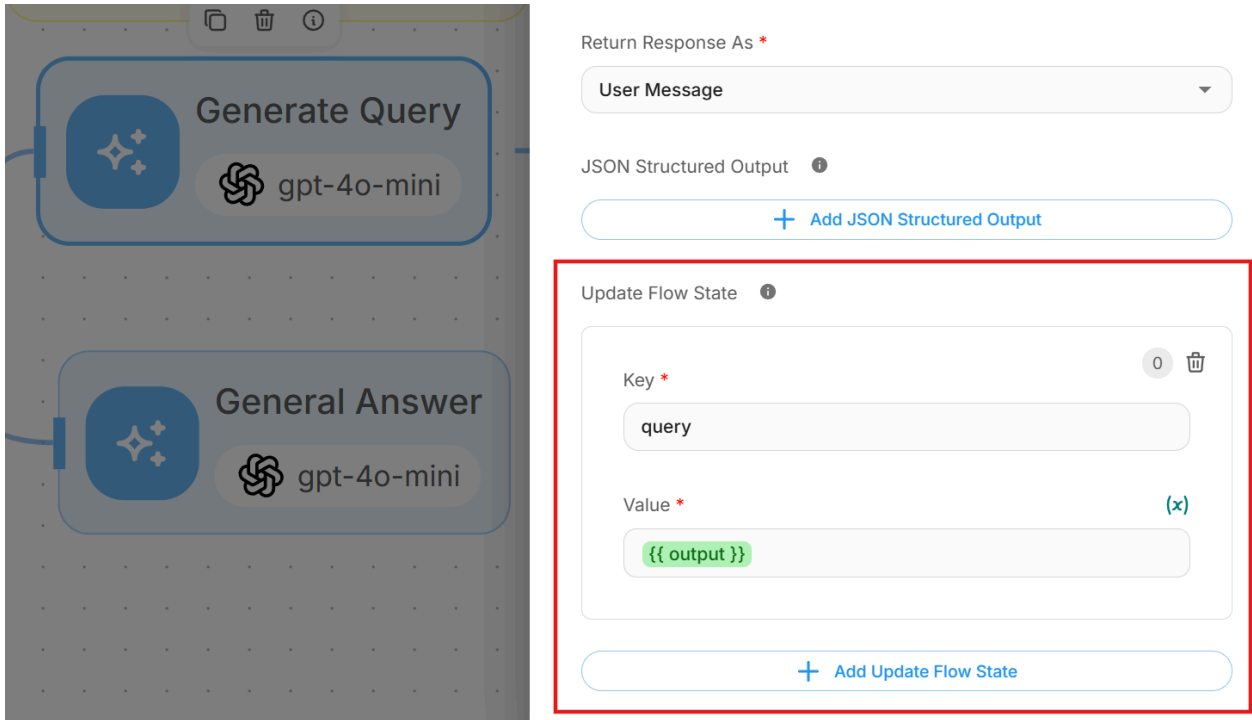 Generate Query
gpt-4o-mini
General Answer
gpt-4o-mini
Return Response As *
User Message
JSON Structured Output
Add JSON Structured Output
Update Flow State
0
Key *
query
Value *
(x)
{{ output }}
Add Update Flow State